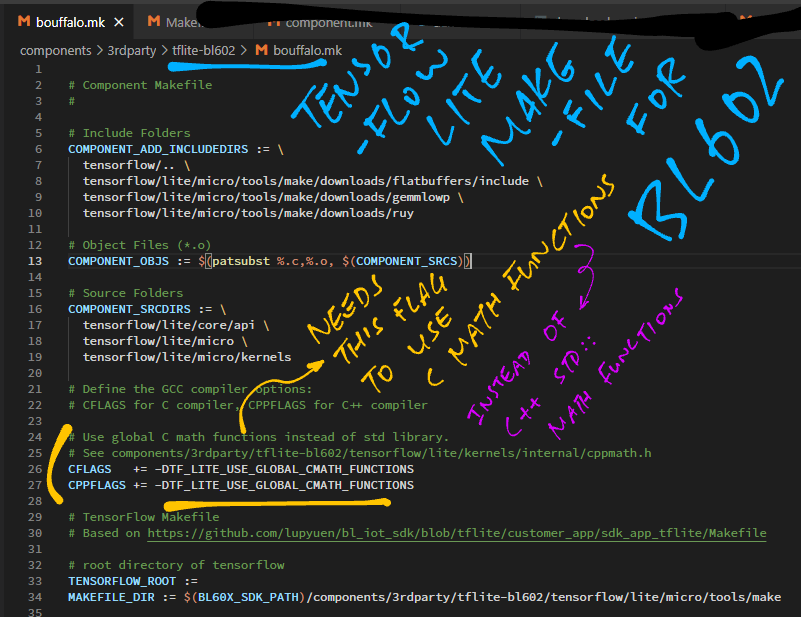 bouffalo.mk ×
Make
component.mk
components > 3rdparty > tflite-bl602 > bouffalo.mk
1
2 # Component Makefile
3 #
4
5 # Include Folders
6 COMPONENT_ADD_INCLUDEDIRS := \
7 tensorflow/.. \
8 tensorflow/lite/micro/tools/make/downloads/flatbuffers/include \
9 tensorflow/lite/micro/tools/make/downloads/gemmlowp \
10 tensorflow/lite/micro/tools/make/downloads/ruy
11
12 # Object Files (*.o)
13 COMPONENT_OBJS := $(patsubst %.c,%.o, $(COMPONENT_SRCS))
14
15 # Source Folders
16 COMPONENT_SRCDIRS := \
17 tensorflow/lite/core/api \
18 tensorflow/lite/micro \
19 tensorflow/lite/micro/kernels
20
21 # Define the GCC compiler options:
22 # CFLAGS for C compiler, CPPFLAGS for C++ compiler
23
24 # Use global C math functions instead of std library.
25 # See components/3rdparty/tflite-bl602/tensorflow/lite/kernels/internal/cppmath.h
26 CFLAGS += -DTF_LITE_USE_GLOBAL_CMATH_FUNCTIONS
27 CPPFLAGS += -DTF_LITE_USE_GLOBAL_CMATH_FUNCTIONS
28
29 # TensorFlow Makefile
30 # Based on https://github.com/lupyuen/bl_iot_sdk/blob/tflite/customer_app/sdk_app_tflite/Makefile
31
32 # root directory of tensorflow
33 TENSORFLOW_ROOT :=
34 MAKEFILE_DIR := $(BL60X_SDK_PATH)/components/3rdparty/tflite-bl602/tensorflow/lite/micro/tools/make
35
TENSOR
-FLOW
LITE
MAKE
-FILE
FOR
BL602
NEEDS
THIS FLAG
TO USE
C MATH FUNCTIONS
INSTEAD OF
C++ STD::
MATH FUNCTIONS